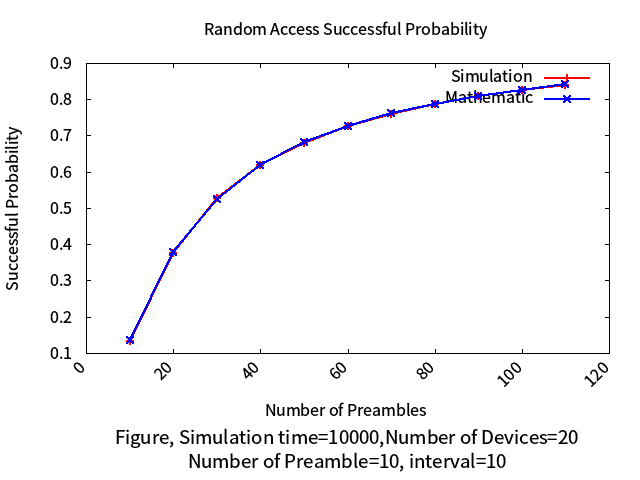 Random Access Successful Probability
0.9
Simulation
0.8
Mathematic
0.7
0.6
0.5
0.4
0.3
0.2
0.1
Successful Probability
0
20
40
60
80
100
120
Number of Preambles
Figure, Simulation time=10000,Number of Devices=20
Number of Preamble=10, interval=10